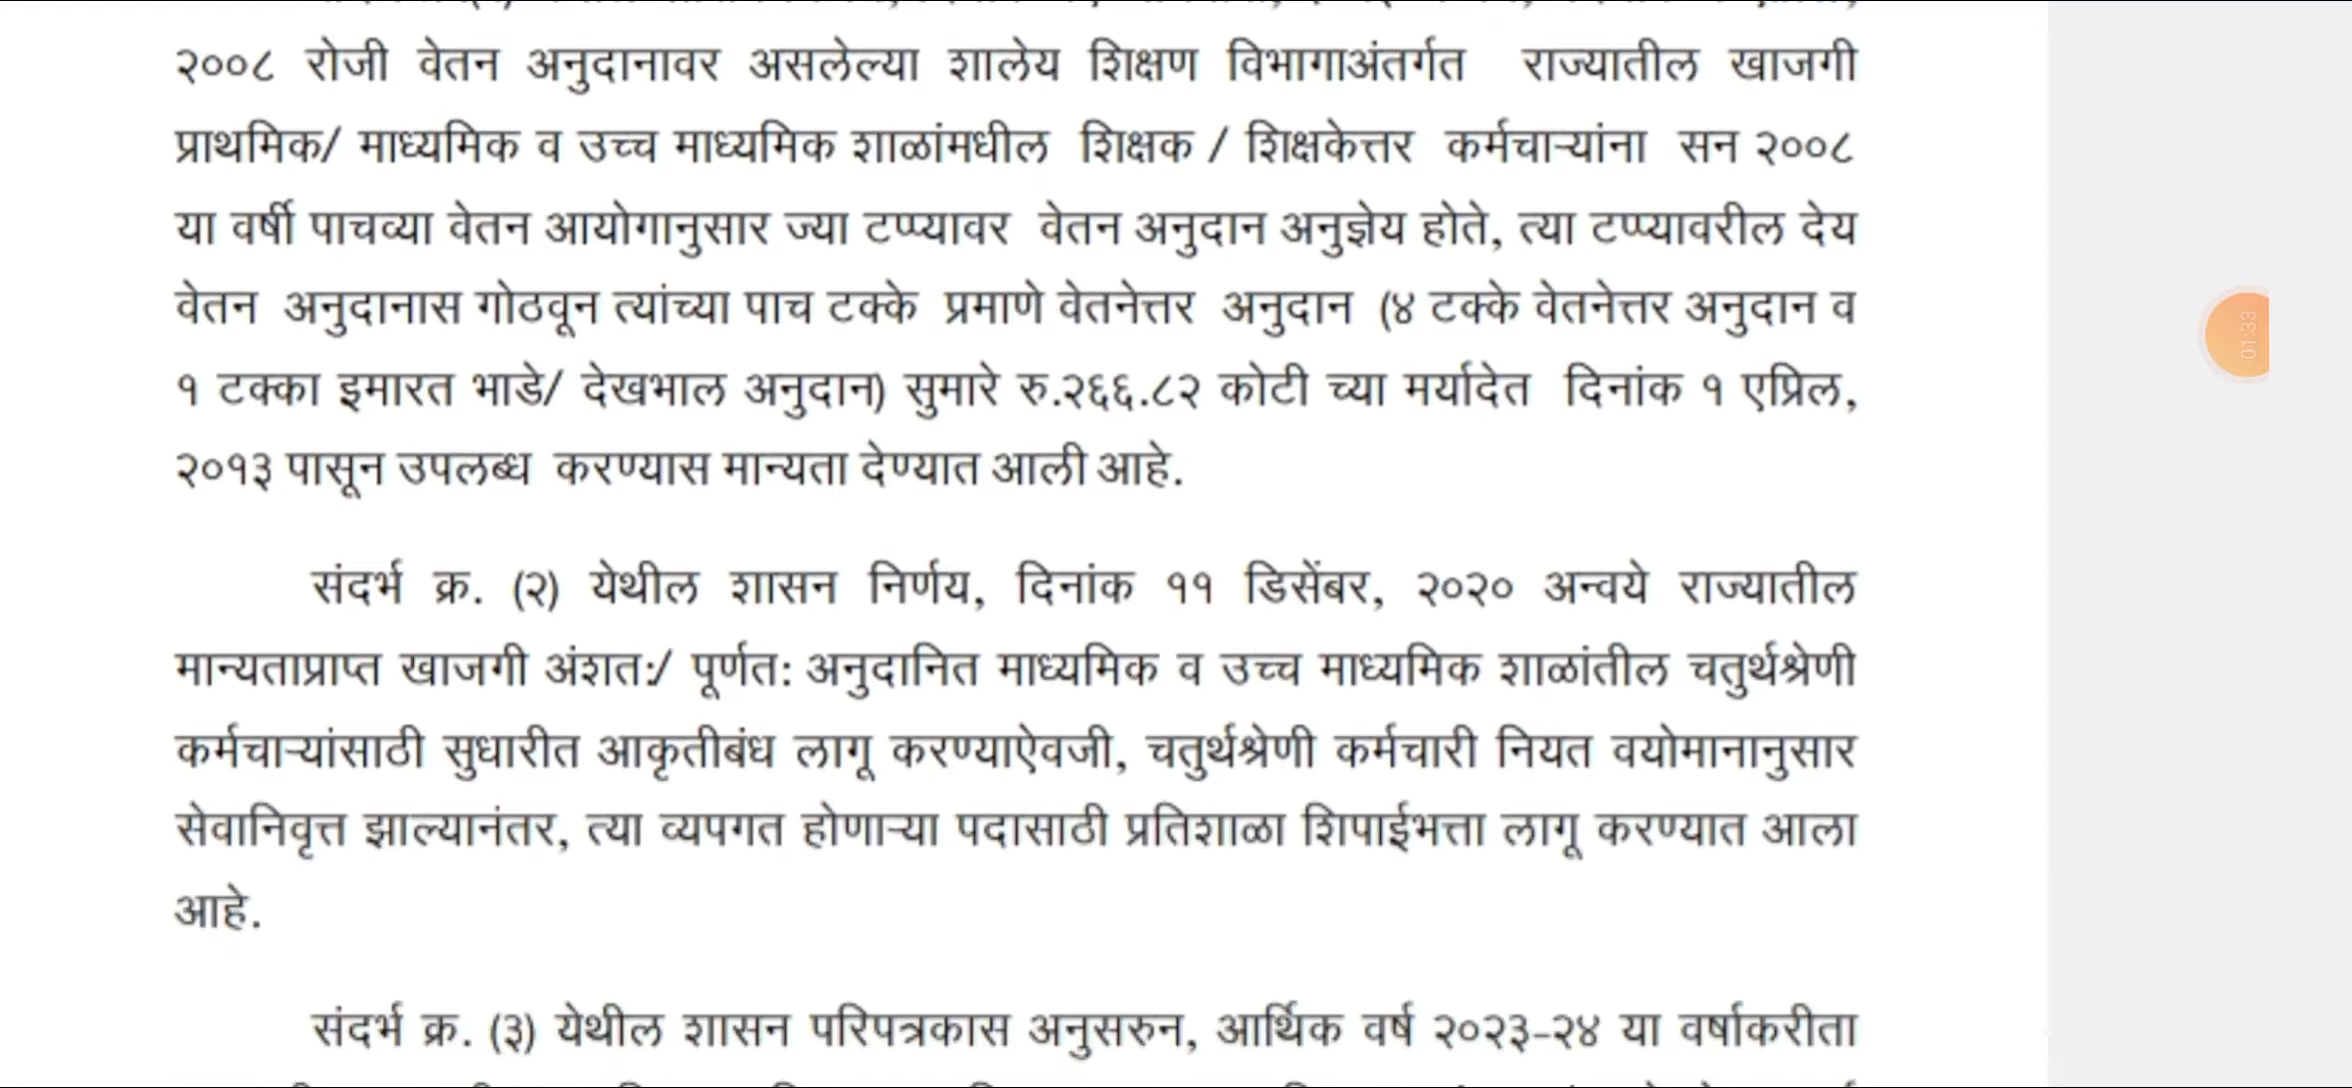 २००८ रोजी वेतन अनुदानावर असलेल्या शालेय शिक्षण विभागाअंतर्गत राज्यातील खाजगी
प्राथमिक/ माध्यमिक व उच्च माध्यमिक शाळांमधील शिक्षक / शिक्षकेत्तर कर्मचाऱ्यांना सन २००८
या वर्षी पाचव्या वेतन आयोगानुसार ज्या टप्प्यावर वेतन अनुदान अनुज्ञेय होते, त्या टप्प्यावरील देय
वेतन अनुदानास गोठवून त्यांच्या पाच टक्के प्रमाणे वेतनेत्तर अनुदान (४ टक्के वेतनेत्तर अनुदान व
१ टक्का इमारत भाडे/ देखभाल अनुदान) सुमारे रु.२६६.८२ कोटी च्या मर्यादेत दिनांक १ एप्रिल,
२०१३ पासून उपलब्ध करण्यास मान्यता देण्यात आली आहे.
संदर्भ क्र. (२) येथील शासन निर्णय, दिनांक ११ डिसेंबर, २०२० अन्वये राज्यातील
मान्यताप्राप्त खाजगी अंशत:/ पूर्णत: अनुदानित माध्यमिक व उच्च माध्यमिक शाळांतील चतुर्थश्रेणी
कर्मचाऱ्यांसाठी सुधारीत आकृतीबंध लागू करण्याऐवजी, चतुर्थश्रेणी कर्मचारी नियत वयोमानानुसार
सेवानिवृत्त झाल्यानंतर, त्या व्यपगत होणाऱ्या पदासाठी प्रतिशाळा शिपाईभत्ता लागू करण्यात आला
आहे.
संदर्भ क्र. (३) येथील शासन परिपत्रकास अनुसरुन, आर्थिक वर्ष २०२३-२४ या वर्षाकरीता
01:33